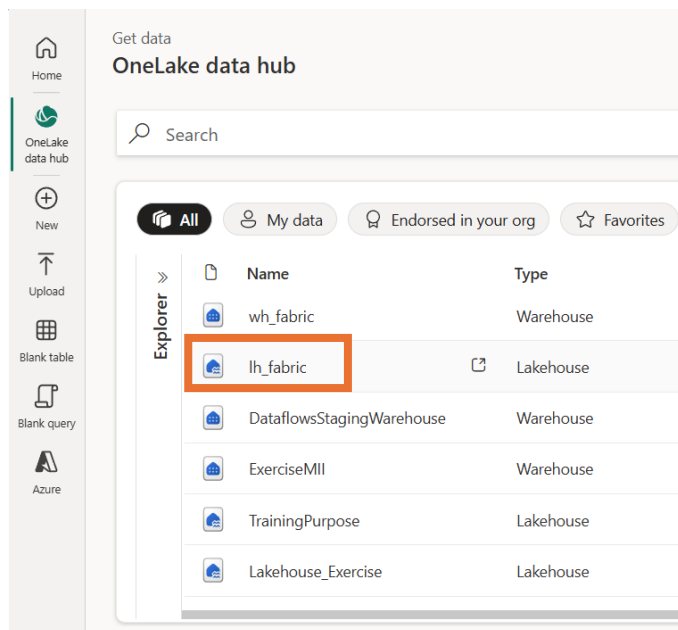 Home
OneLake
data hub
New
Upload
Blank table
Blank query
Azure
Get data
OneLake data hub
Search
All My data Endorsed in your org Favorites
Explorer
Name Type
wh_fabric Warehouse
lh_fabric Lakehouse
DataflowsStagingWarehouse Warehouse
ExerciseMII Warehouse
TrainingPurpose Lakehouse
Lakehouse_Exercise Lakehouse